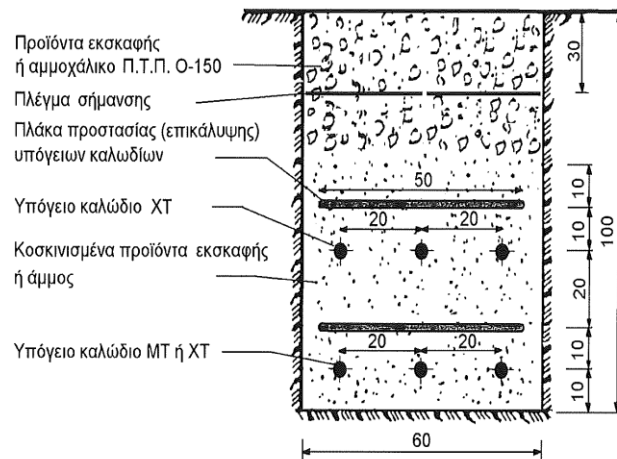 Προϊόντα εκσκαφής
ή αμμοχάλικο Π.Τ.Π. Ο-150
Πλέγμα σήμανσης
Πλάκα προστασίας (επικάλυψης)
υπόγειων καλωδίων
Υπόγειο καλώδιο ΧΤ
Κοσκινισμένα προϊόντα εκσκαφής
ή άμμος
Υπόγειο καλώδιο ΜΤ ή ΧΤ
30
50
10
20 20
10
100
20
20 20
10
10
60